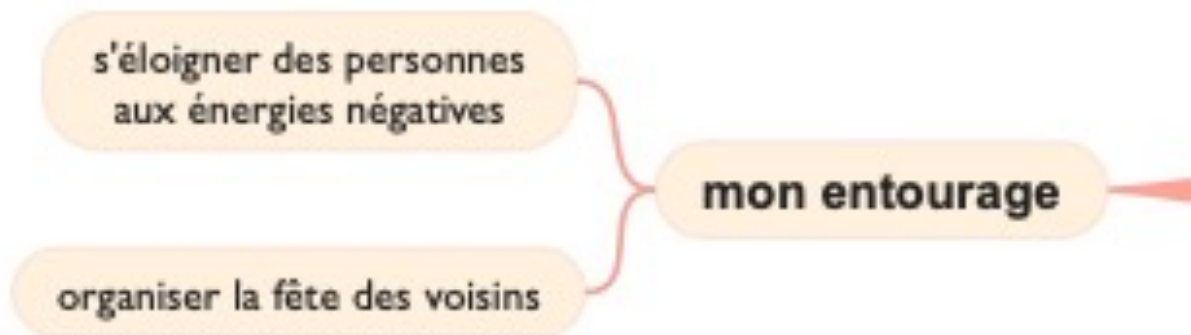 s'éloigner des personnes
aux énergies négatives
mon entourage
organiser la fête des voisins